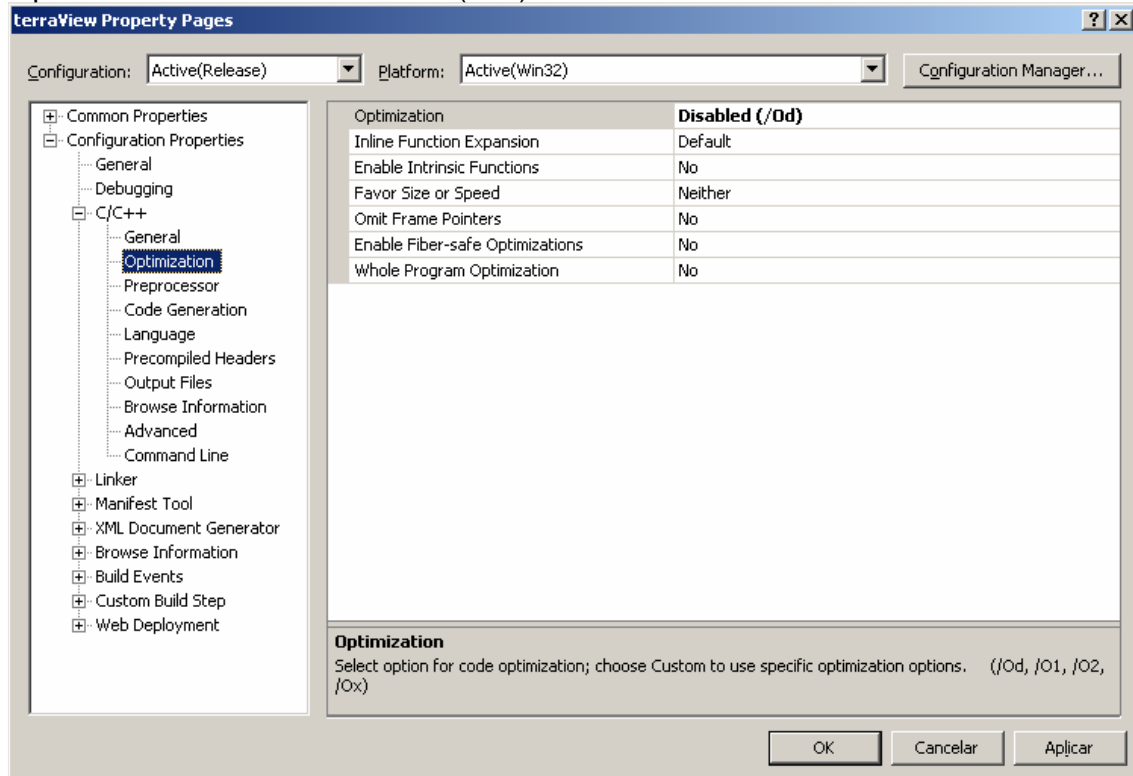 terraView Property Pages
Configuration: Active(Release) Platform: Active(Win32) Configuration Manager...
Common Properties
Configuration Properties
General
Debugging
C/C++
General
Optimization
Preprocessor
Code Generation
Language
Precompiled Headers
Output Files
Browse Information
Advanced
Command Line
Linker
Manifest Tool
XML Document Generator
Browse Information
Build Events
Custom Build Step
Web Deployment
Optimization Disabled (/Od)
Inline Function Expansion Default
Enable Intrinsic Functions No
Favor Size or Speed Neither
Omit Frame Pointers No
Enable Fiber-safe Optimizations No
Whole Program Optimization No
Optimization
Select option for code optimization; choose Custom to use specific optimization options. (/Od, /O1, /O2,
/Ox)
OK Cancelar Aplicar